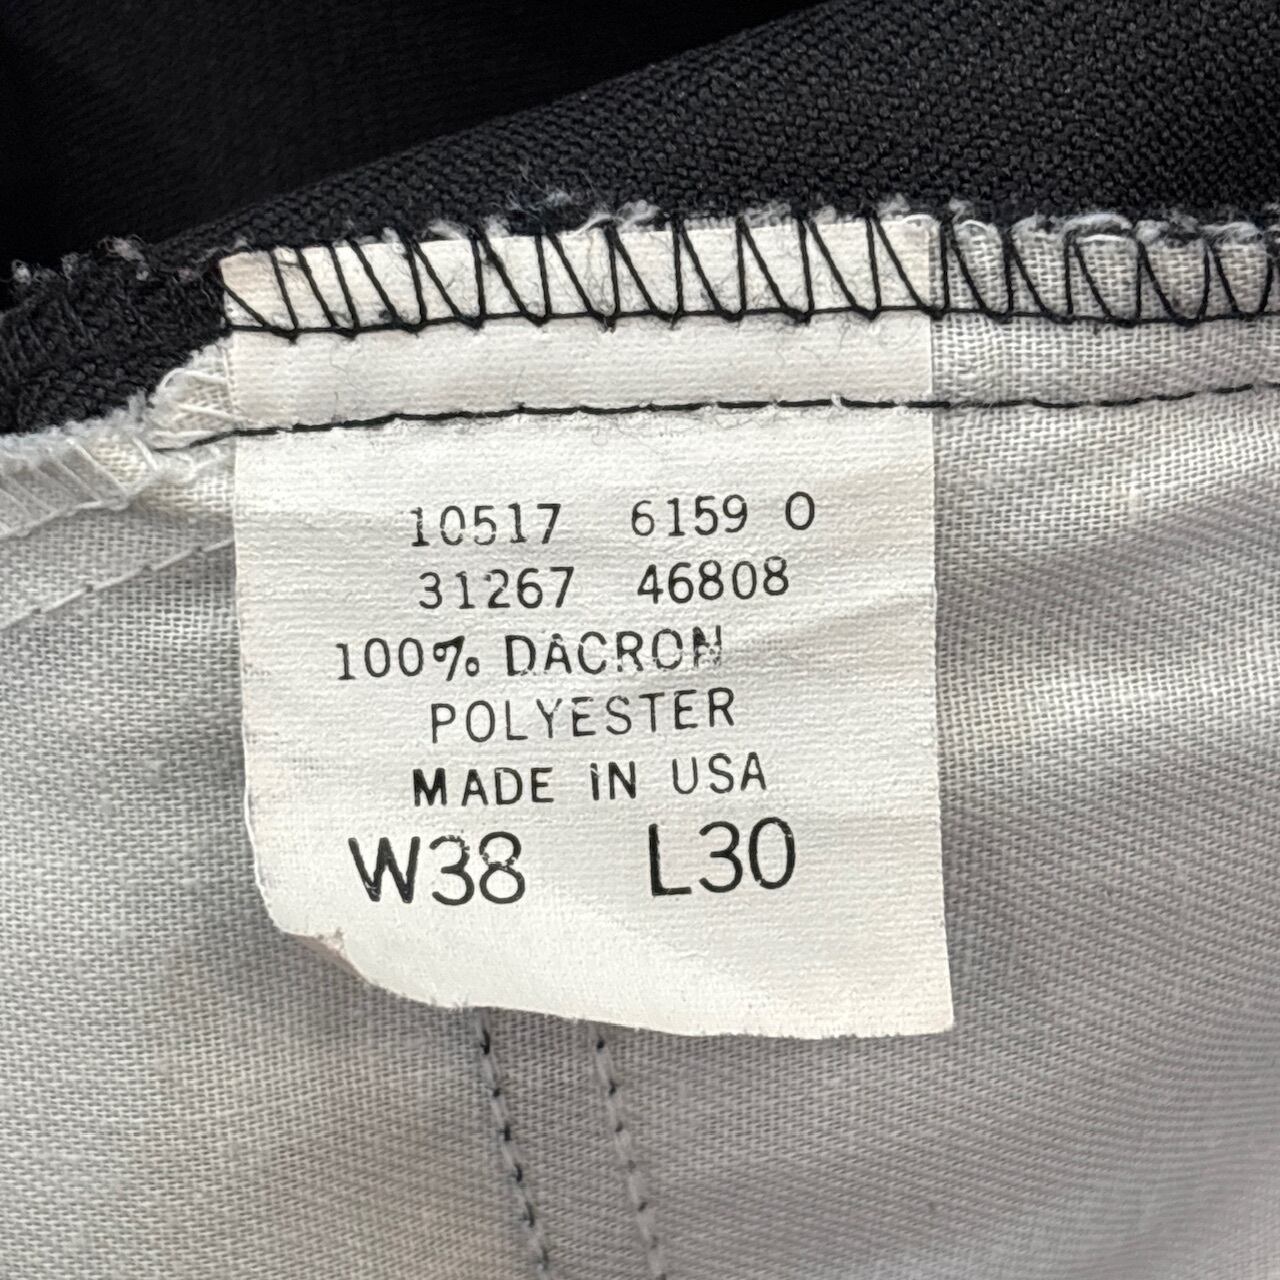 10517 6159 0
31267 46808
100% DACRON
POLYESTER
MADE IN USA
W38 L30